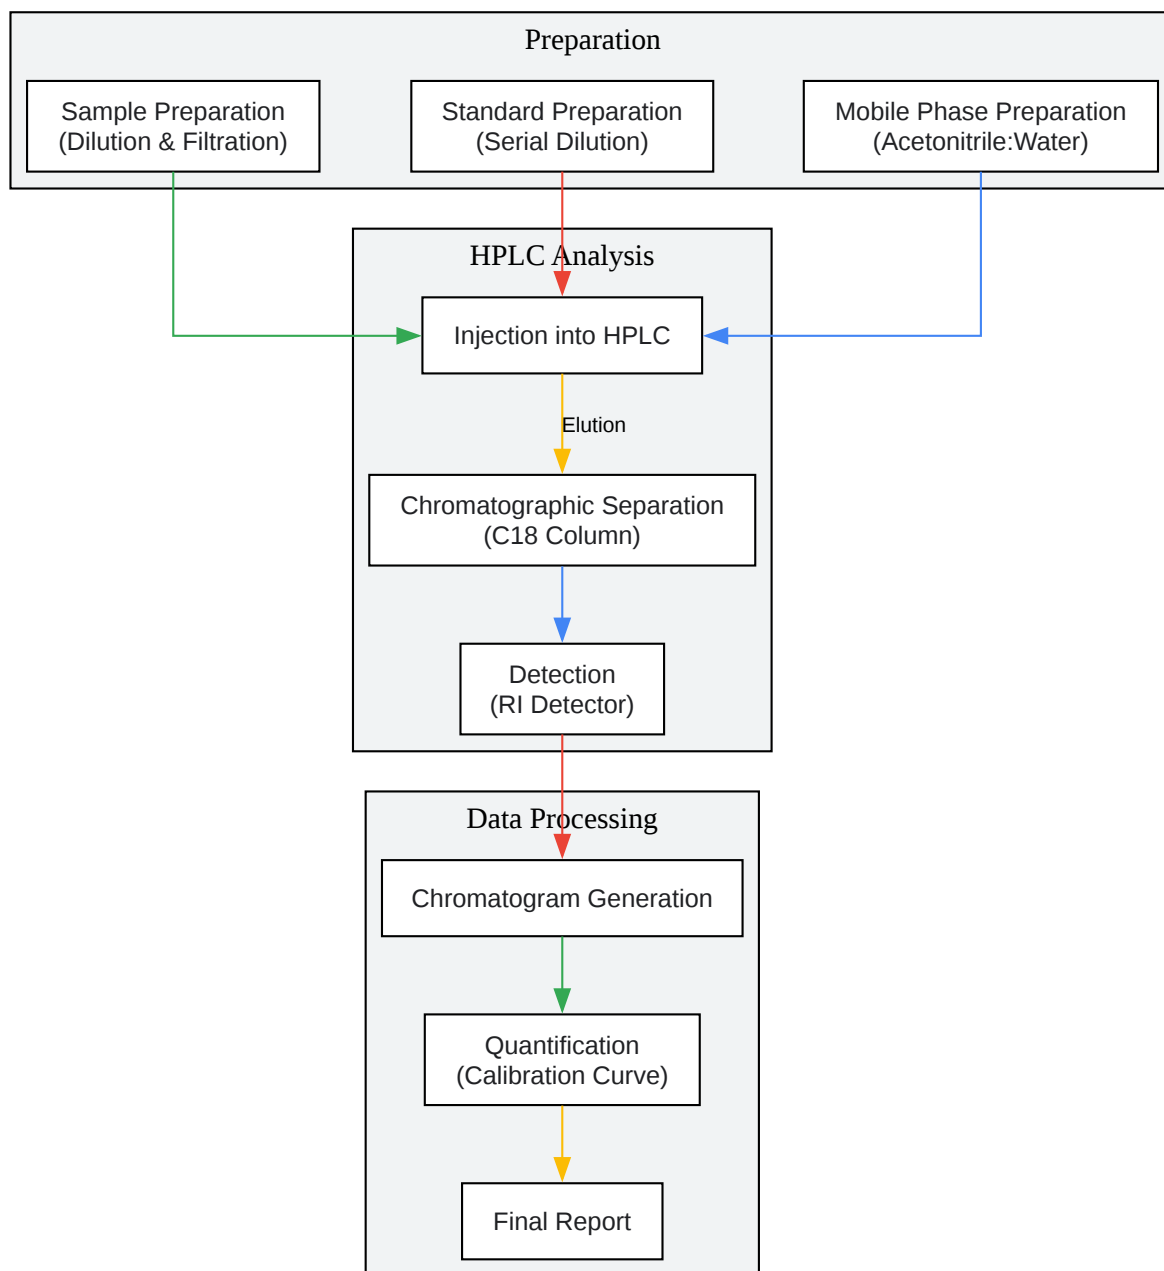 Preparation
Sample Preparation
(Dilution & Filtration)
Standard Preparation
(Serial Dilution)
Mobile Phase Preparation
(Acetonitrile:Water)
HPLC Analysis
Injection into HPLC
Elution
Chromatographic Separation
(C18 Column)
Detection
(RI Detector)
Data Processing
Chromatogram Generation
Quantification
(Calibration Curve)
Final Report